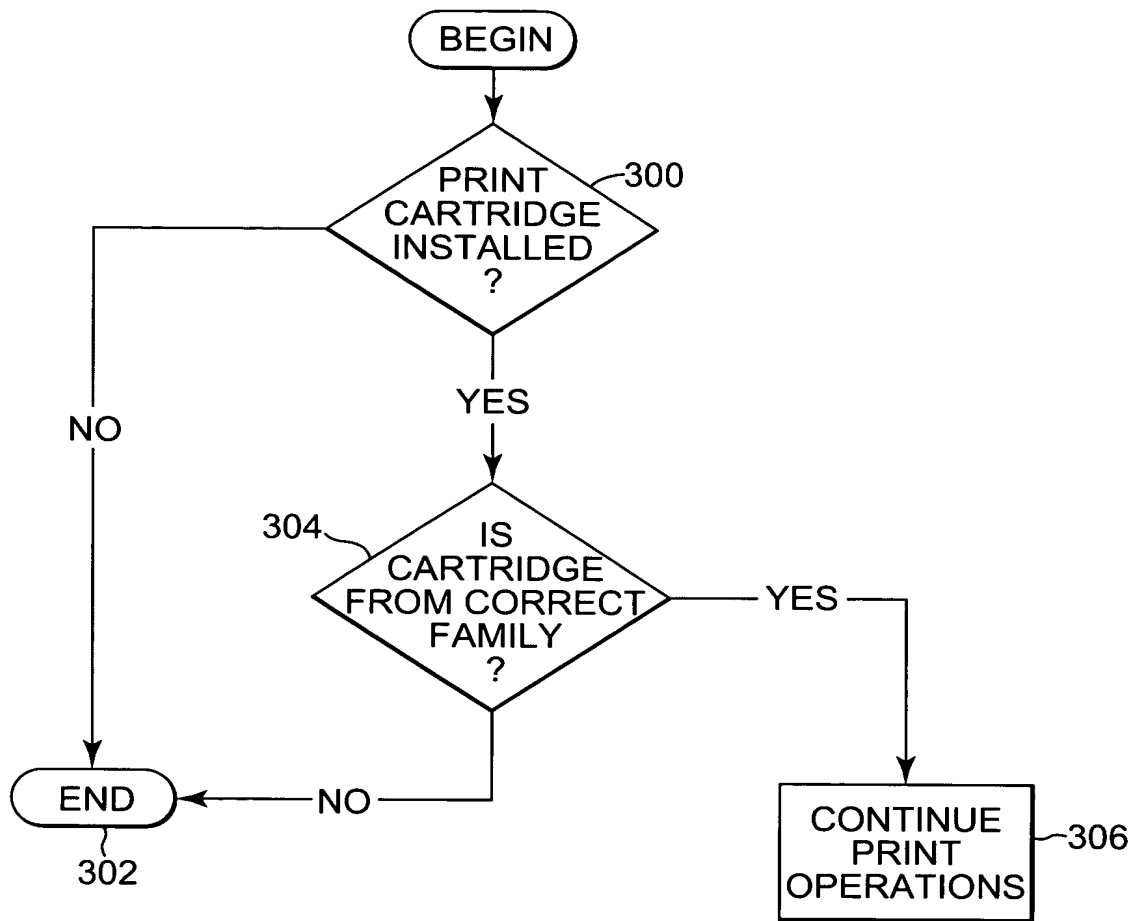 BEGIN
PRINT
CARTRIDGE
INSTALLED
?
300
NO
YES
304
IS
CARTRIDGE
FROM CORRECT
FAMILY
?
YES
END
302
NO
CONTINUE
PRINT
OPERATIONS
306